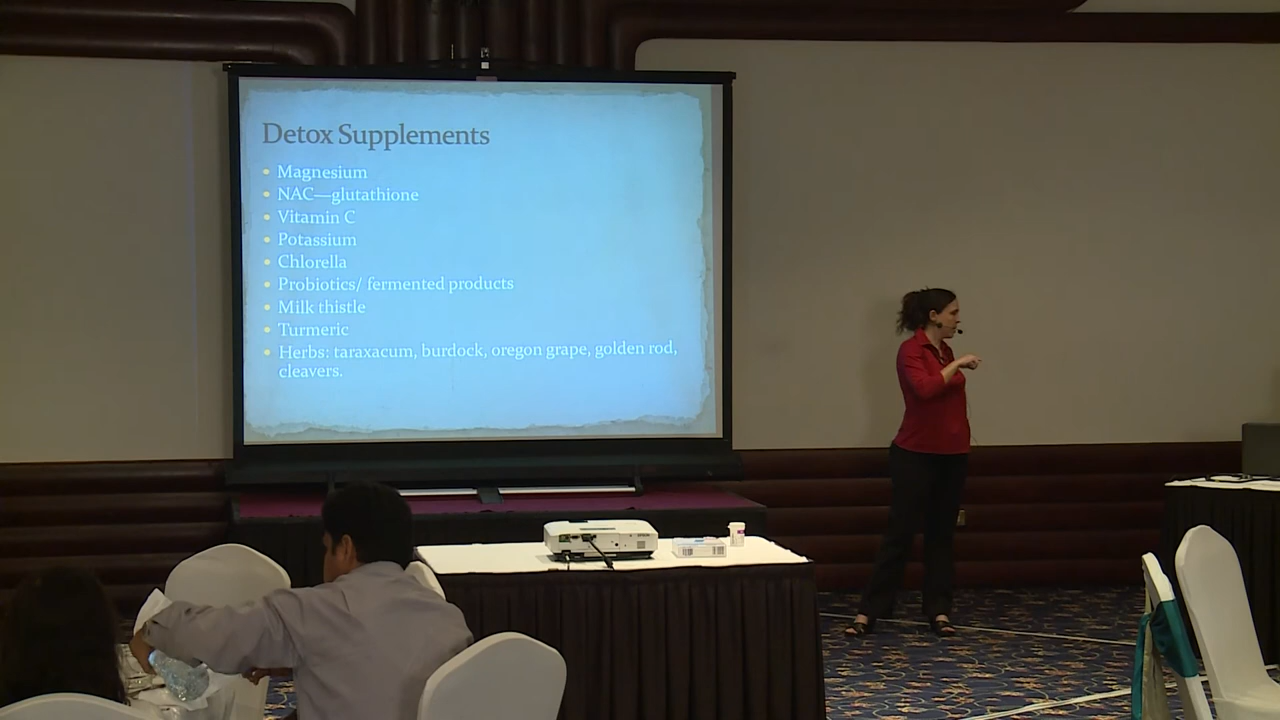 Detox Supplements
• Magnesium
• NAC—glutathione
• Vitamin C
• Potassium
• Chlorella
• Probiotics/ fermented products
• Milk thistle
• Turmeric
• Herbs: taraxacum, burdock, oregon grape, golden rod,
cleavers.
EPSON